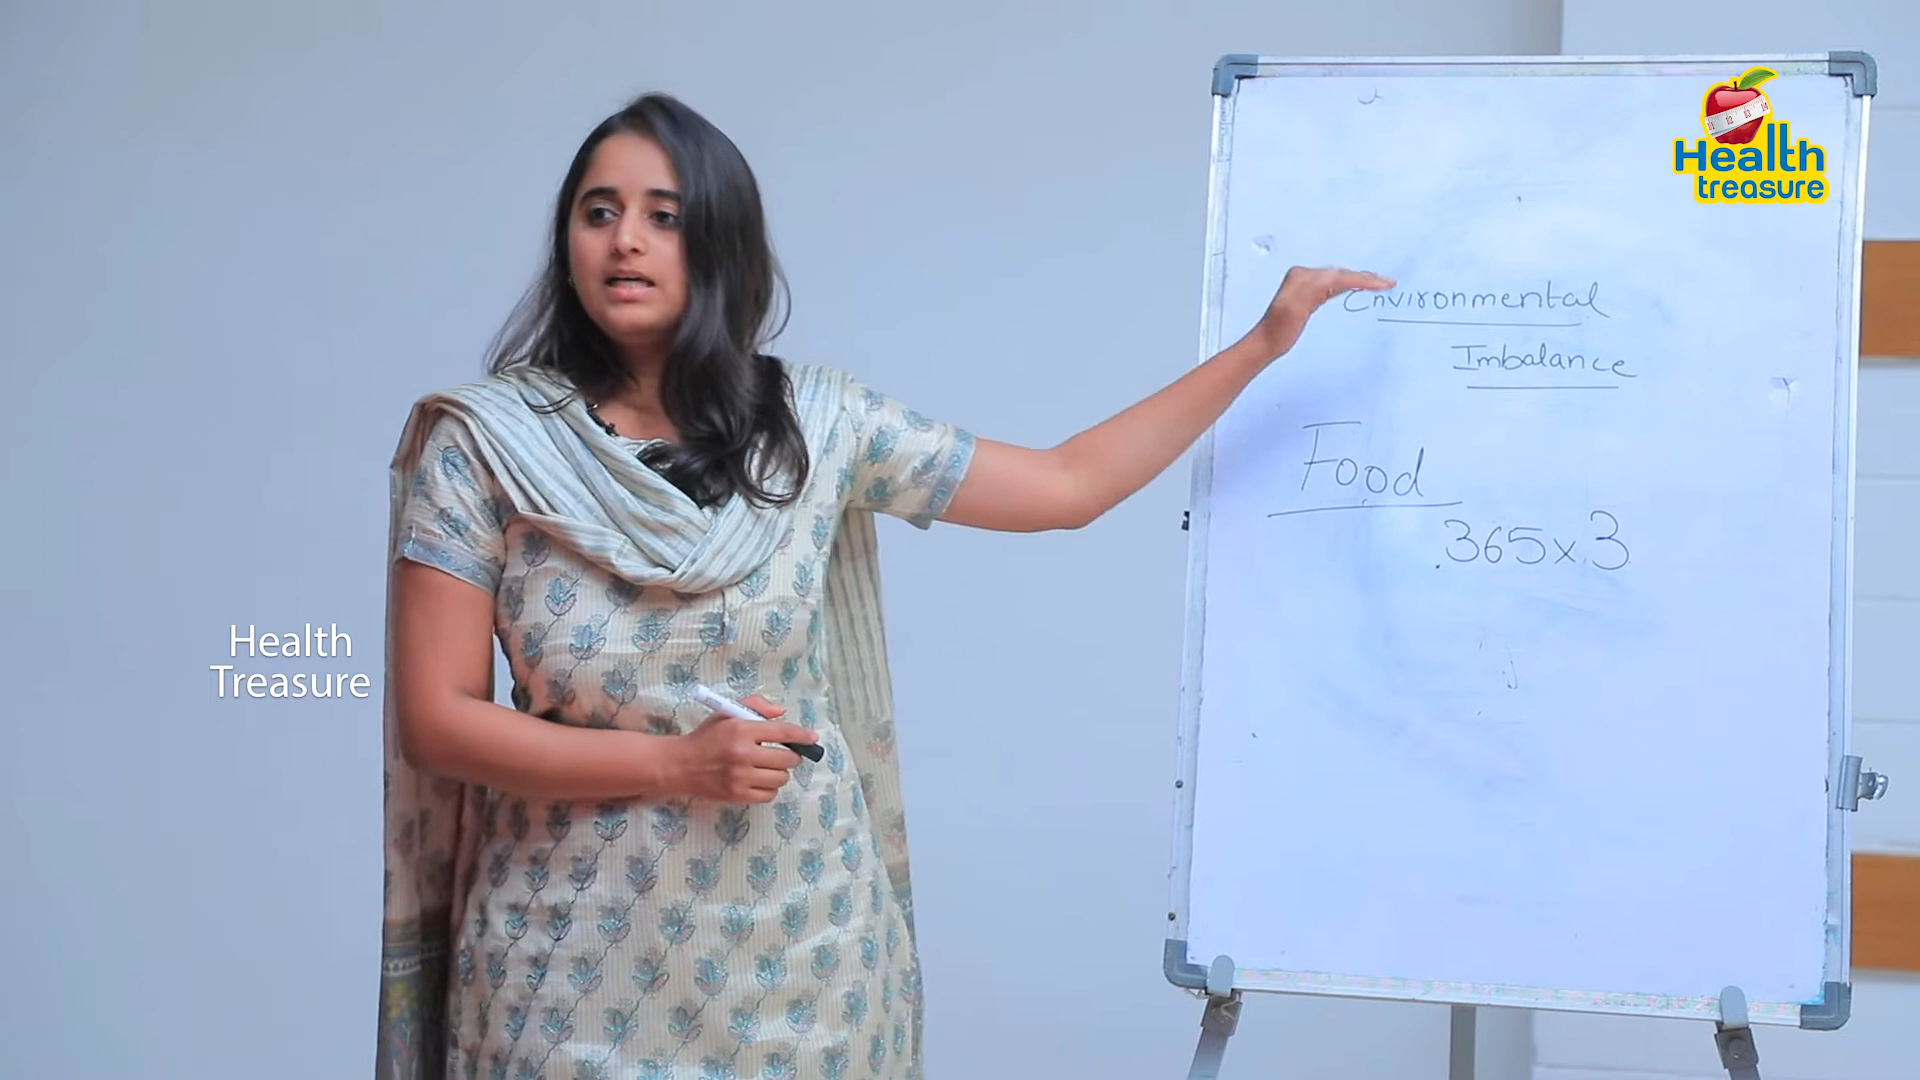 Health
treasure
Environmental
Imbalance
Food
365x3
Health
Treasure